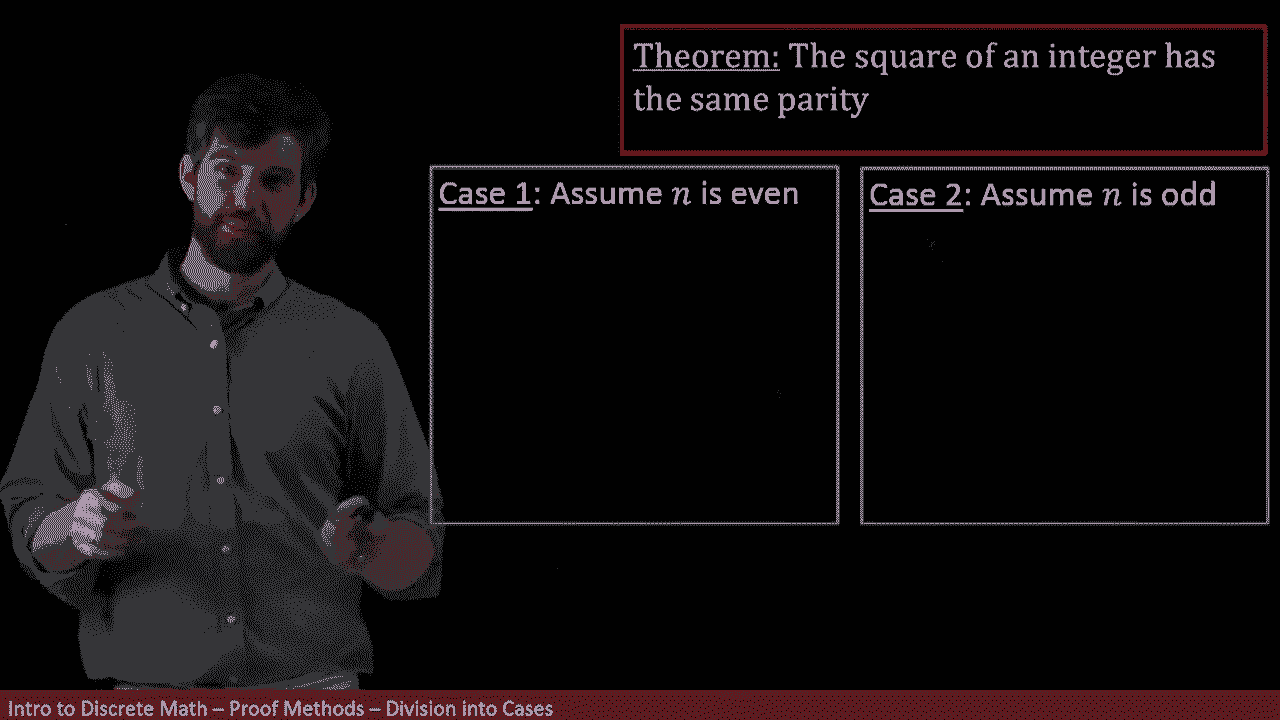 Theorem: The square of an integer has
the same parity
Case 1: Assume n is even
Case 2: Assume n is odd
Intro to Discrete Math – Proof Methods – Division into Cases